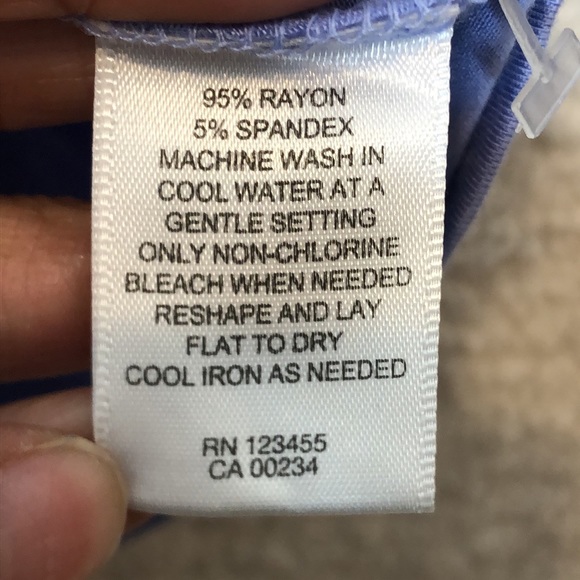 95% RAYON
5% SPANDEX
MACHINE WASH IN
COOL WATER AT A
GENTLE SETTING
ONLY NON-CHLORINE
BLEACH WHEN NEEDED
RESHAPE AND LAY
FLAT TO DRY
COOL IRON AS NEEDED
RN 123455
CA 00234